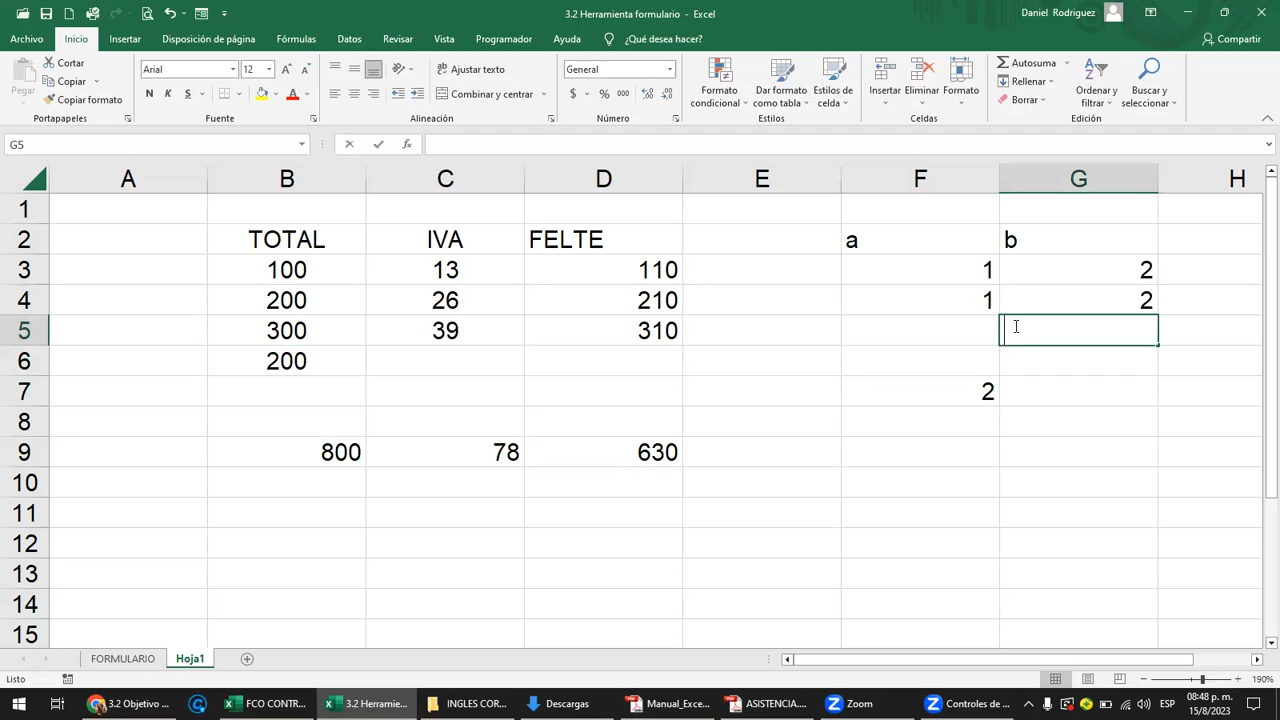 3.2 Herramienta formulario - Excel
Daniel Rodriguez
Archivo Inicio Insertar Disposición de página Fórmulas Datos Revisar Vista Programador Ayuda ¿Qué desea hacer? Compartir
Pegar
Cortar
Copiar
Copiar formato
Portapapeles
Arial 12
N K S
Fuente
Ajustar texto
Combinar y centrar
Alineación
General
$ % 000
Número
Formato condicional
Dar formato como tabla
Estilos de celda
Estilos
Insertar Eliminar Formato
Celdas
Autosuma
Rellenar
Borrar
Ordenar y filtrar
Buscar y seleccionar
Edición
G5 fx
A B C D E F G H
1
2 TOTAL IVA FELTE a b
3 100 13 110 1 2
4 200 26 210 1 2
5 300 39 310
6 200
7 2
8
9 800 78 630
10
11
12
13
14
15
FORMULARIO Hoja1
Listo 190%
3.2 Objetivo ... FCO CONTR... 3.2 Herramie... INGLES COR... Descargas Manual_Exce... ASISTENCIA.... Zoom Controles de ... ESP 08:48 p. m.
15/8/2023